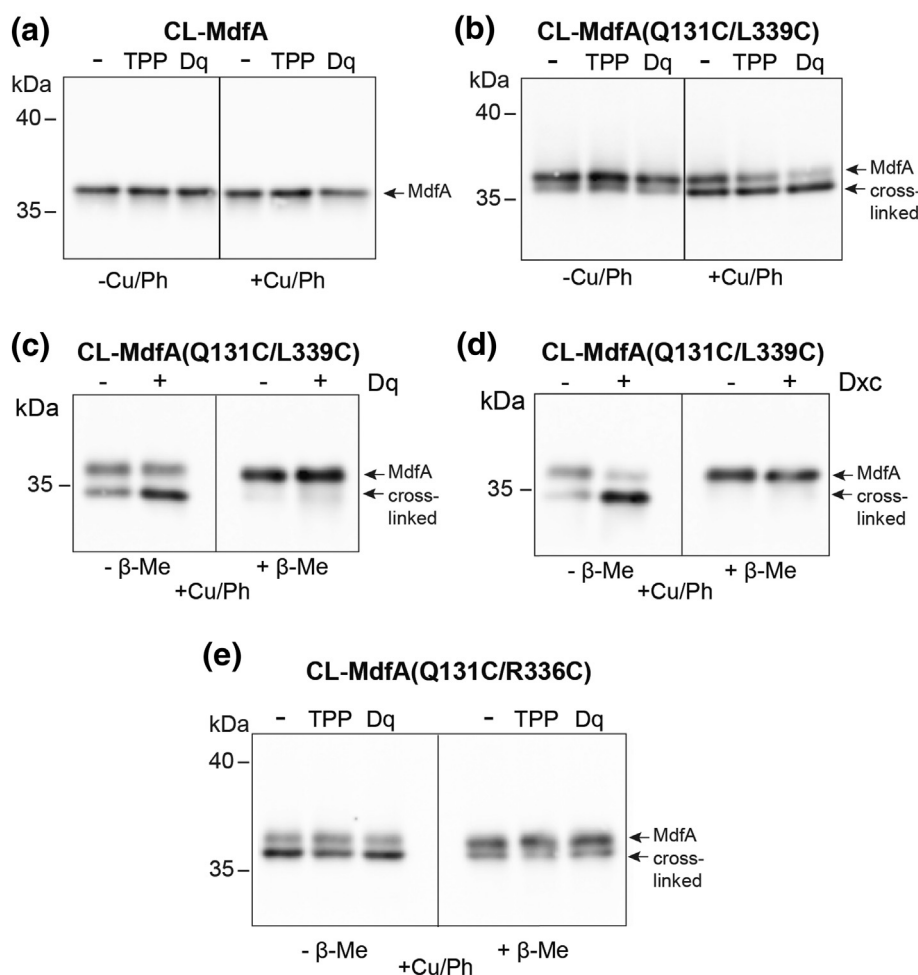 (a)
CL-MdfA
- TPP Dq - TPP Dq
kDa
40
35
MdfA
-Cu/Ph +Cu/Ph
(b)
CL-MdfA(Q131C/L339C)
- TPP Dq - TPP Dq
kDa
40
35
MdfA
cross-
linked
-Cu/Ph +Cu/Ph
(c)
CL-MdfA(Q131C/L339C)
- + - + Dq
kDa
35
MdfA
cross-
linked
- β-Me + β-Me
+Cu/Ph
(d)
CL-MdfA(Q131C/L339C)
- + - + Dxc
kDa
35
MdfA
cross-
linked
- β-Me + β-Me
+Cu/Ph
(e)
CL-MdfA(Q131C/R336C)
- TPP Dq - TPP Dq
kDa
40
35
MdfA
cross-
linked
- β-Me + β-Me
+Cu/Ph